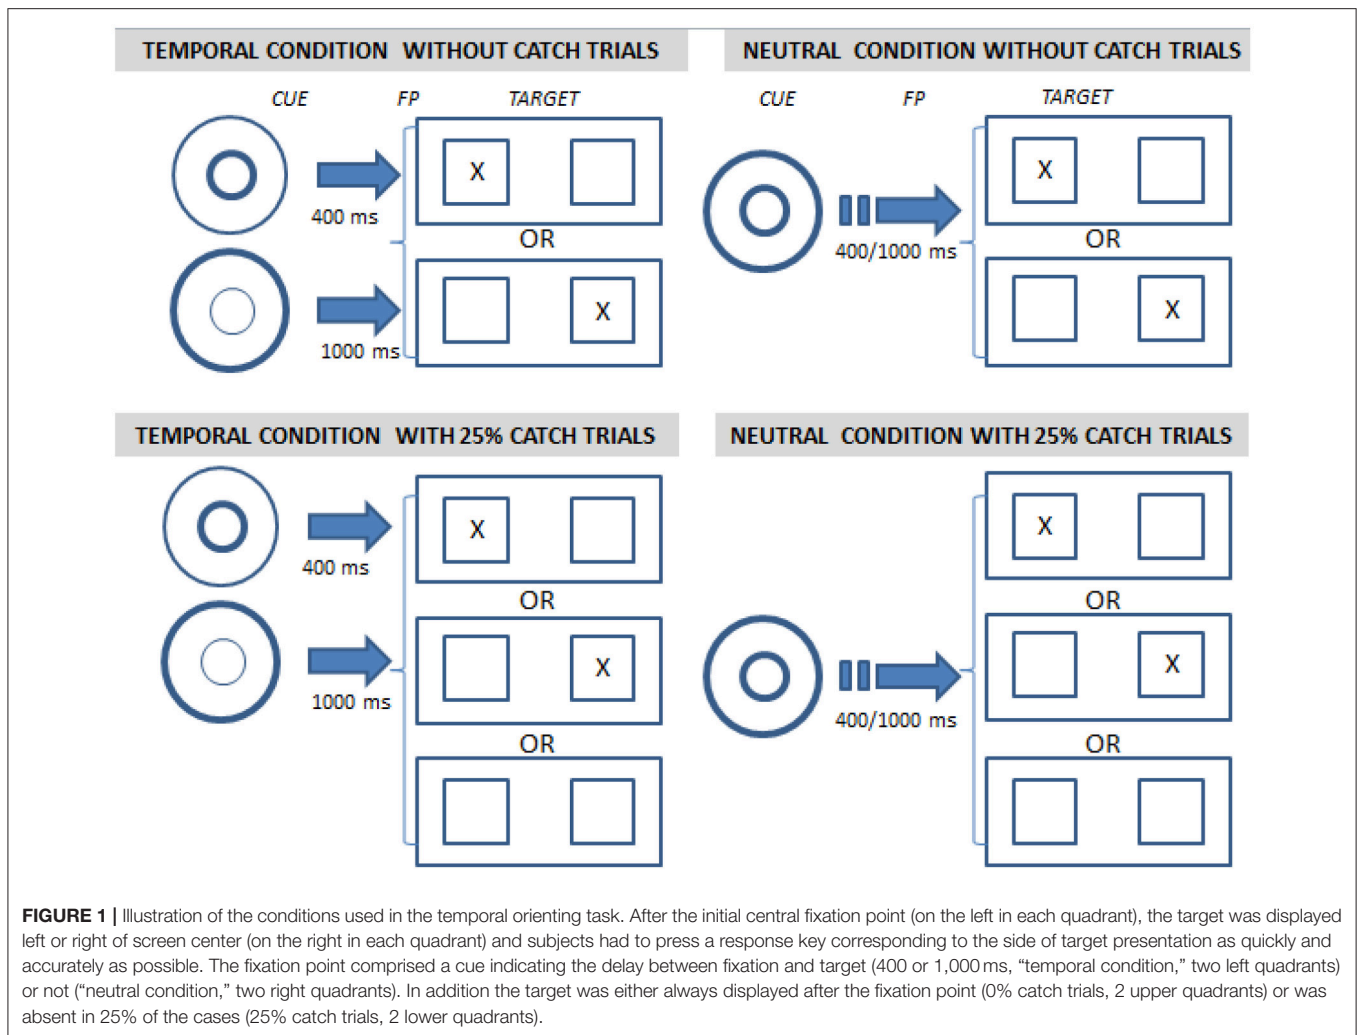 TEMPORAL CONDITION WITHOUT CATCH TRIALS
CUE FP TARGET
X
400 ms
OR
X
1000 ms
NEUTRAL CONDITION WITHOUT CATCH TRIALS
CUE FP TARGET
X
400/1000 ms
OR
X
TEMPORAL CONDITION WITH 25% CATCH TRIALS
X
400 ms
OR
X
1000 ms
OR
NEUTRAL CONDITION WITH 25% CATCH TRIALS
X
OR
X
400/1000 ms
OR
FIGURE 1 | Illustration of the conditions used in the temporal orienting task. After the initial central fixation point (on the left in each quadrant), the target was displayed
left or right of screen center (on the right in each quadrant) and subjects had to press a response key corresponding to the side of target presentation as quickly and
accurately as possible. The fixation point comprised a cue indicating the delay between fixation and target (400 or 1,000 ms, “temporal condition,” two left quadrants)
or not (“neutral condition,” two right quadrants). In addition the target was either always displayed after the fixation point (0% catch trials, 2 upper quadrants) or was
absent in 25% of the cases (25% catch trials, 2 lower quadrants).